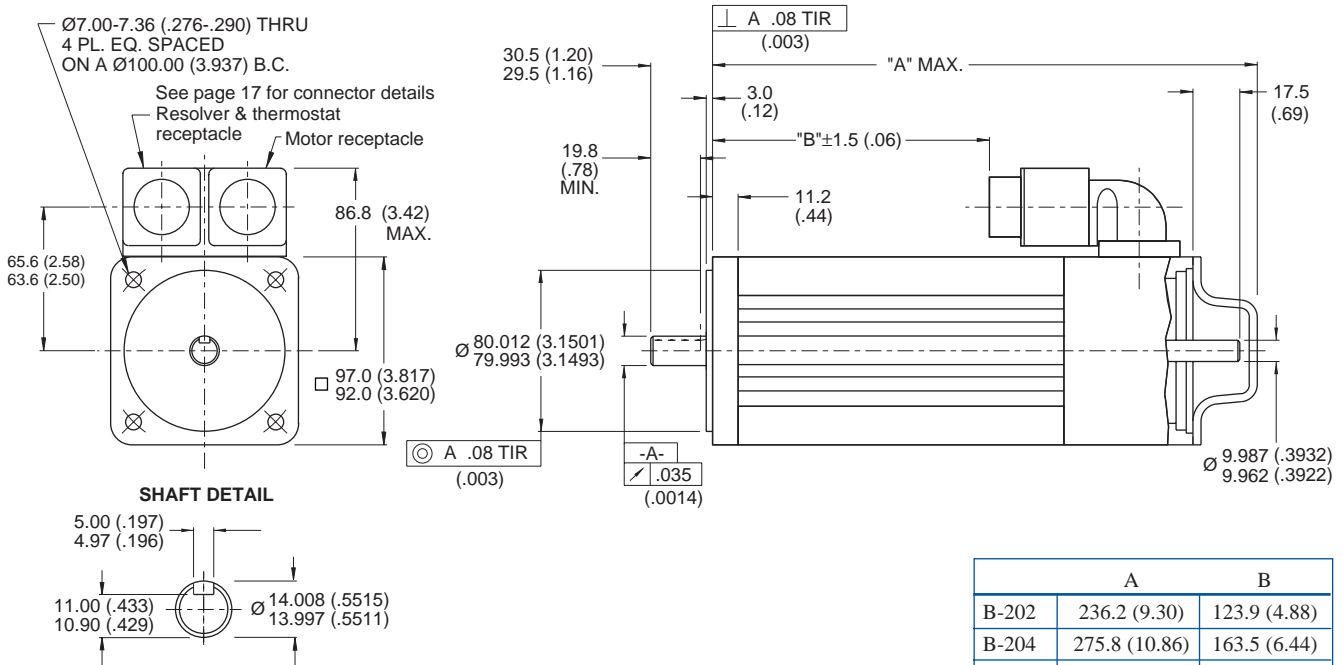 Ø7.00-7.36 (.276-.290) THRU
4 PL. EQ. SPACED
ON A Ø100.00 (3.937) B.C.
See page 17 for connector details
Resolver & thermostat
receptacle
Motor receptacle
86.8 (3.42)
MAX.
65.6 (2.58)
63.6 (2.50)
97.0 (3.817)
92.0 (3.620)
⊥ A .08 TIR
(.003)
30.5 (1.20)
29.5 (1.16)
"A" MAX.
3.0
(.12)
17.5
(.69)
"B"±1.5 (.06)
19.8
(.78)
MIN.
11.2
(.44)
Ø 80.012 (3.1501)
79.993 (3.1493)
◎ A .08 TIR
(.003)
-A-
↗ .035
(.0014)
Ø 9.987 (.3932)
9.962 (.3922)
SHAFT DETAIL
5.00 (.197)
4.97 (.196)
11.00 (.433)
10.90 (.429)
Ø 14.008 (.5515)
13.997 (.5511)
A B
B-202 236.2 (9.30) 123.9 (4.88)
B-204 275.8 (10.86) 163.5 (6.44)